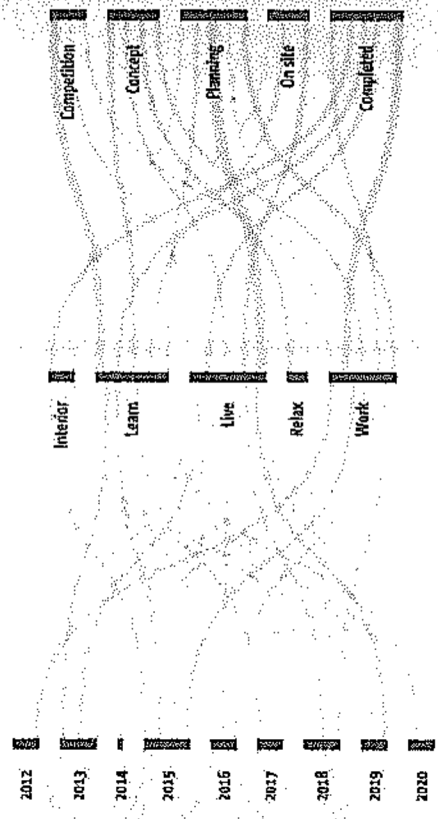 Competition
Concept
Planning
On site
Completed
Interior
Learn
Live
Relax
Work
2012
2013
2014
2015
2016
2017
2018
2019
2020